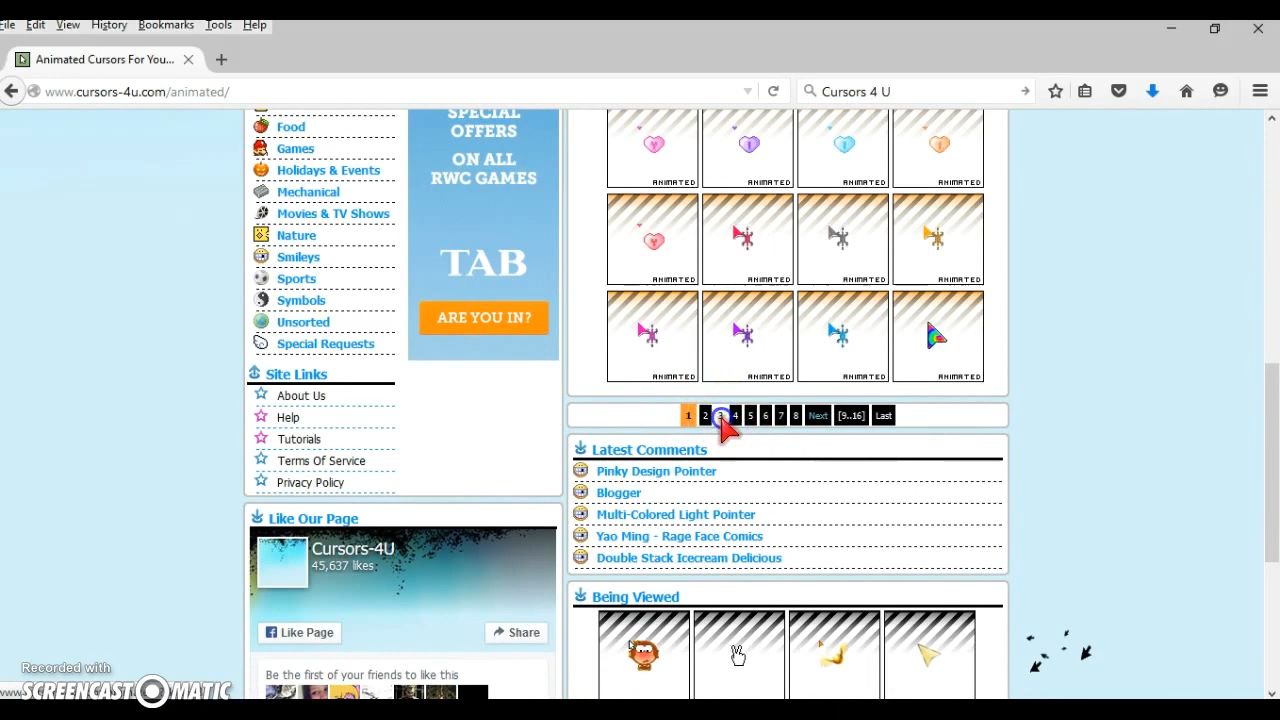 File Edit View History Bookmarks Tools Help
Animated Cursors For You...
www.cursors-4u.com/animated/
Cursors 4 U
Food
Games
Holidays & Events
Mechanical
Movies & TV Shows
Nature
Smileys
Sports
Symbols
Unsorted
Special Requests
Site Links
About Us
Help
Tutorials
Terms Of Service
Privacy Policy
Like Our Page
Cursors-4U
45,637 likes
Like Page
Share
Be the first of your friends to like this
SPECIAL
OFFERS
ON ALL
RWC GAMES
TAB
ARE YOU IN?
ANIMATED ANIMATED ANIMATED ANIMATED
ANIMATED ANIMATED ANIMATED ANIMATED
ANIMATED ANIMATED ANIMATED ANIMATED
1 2 3 4 5 6 7 8 Next [9..16] Last
Latest Comments
Pinky Design Pointer
Blogger
Multi-Colored Light Pointer
Yao Ming - Rage Face Comics
Double Stack Icecream Delicious
Being Viewed
Recorded with
SCREENCAST MATIC